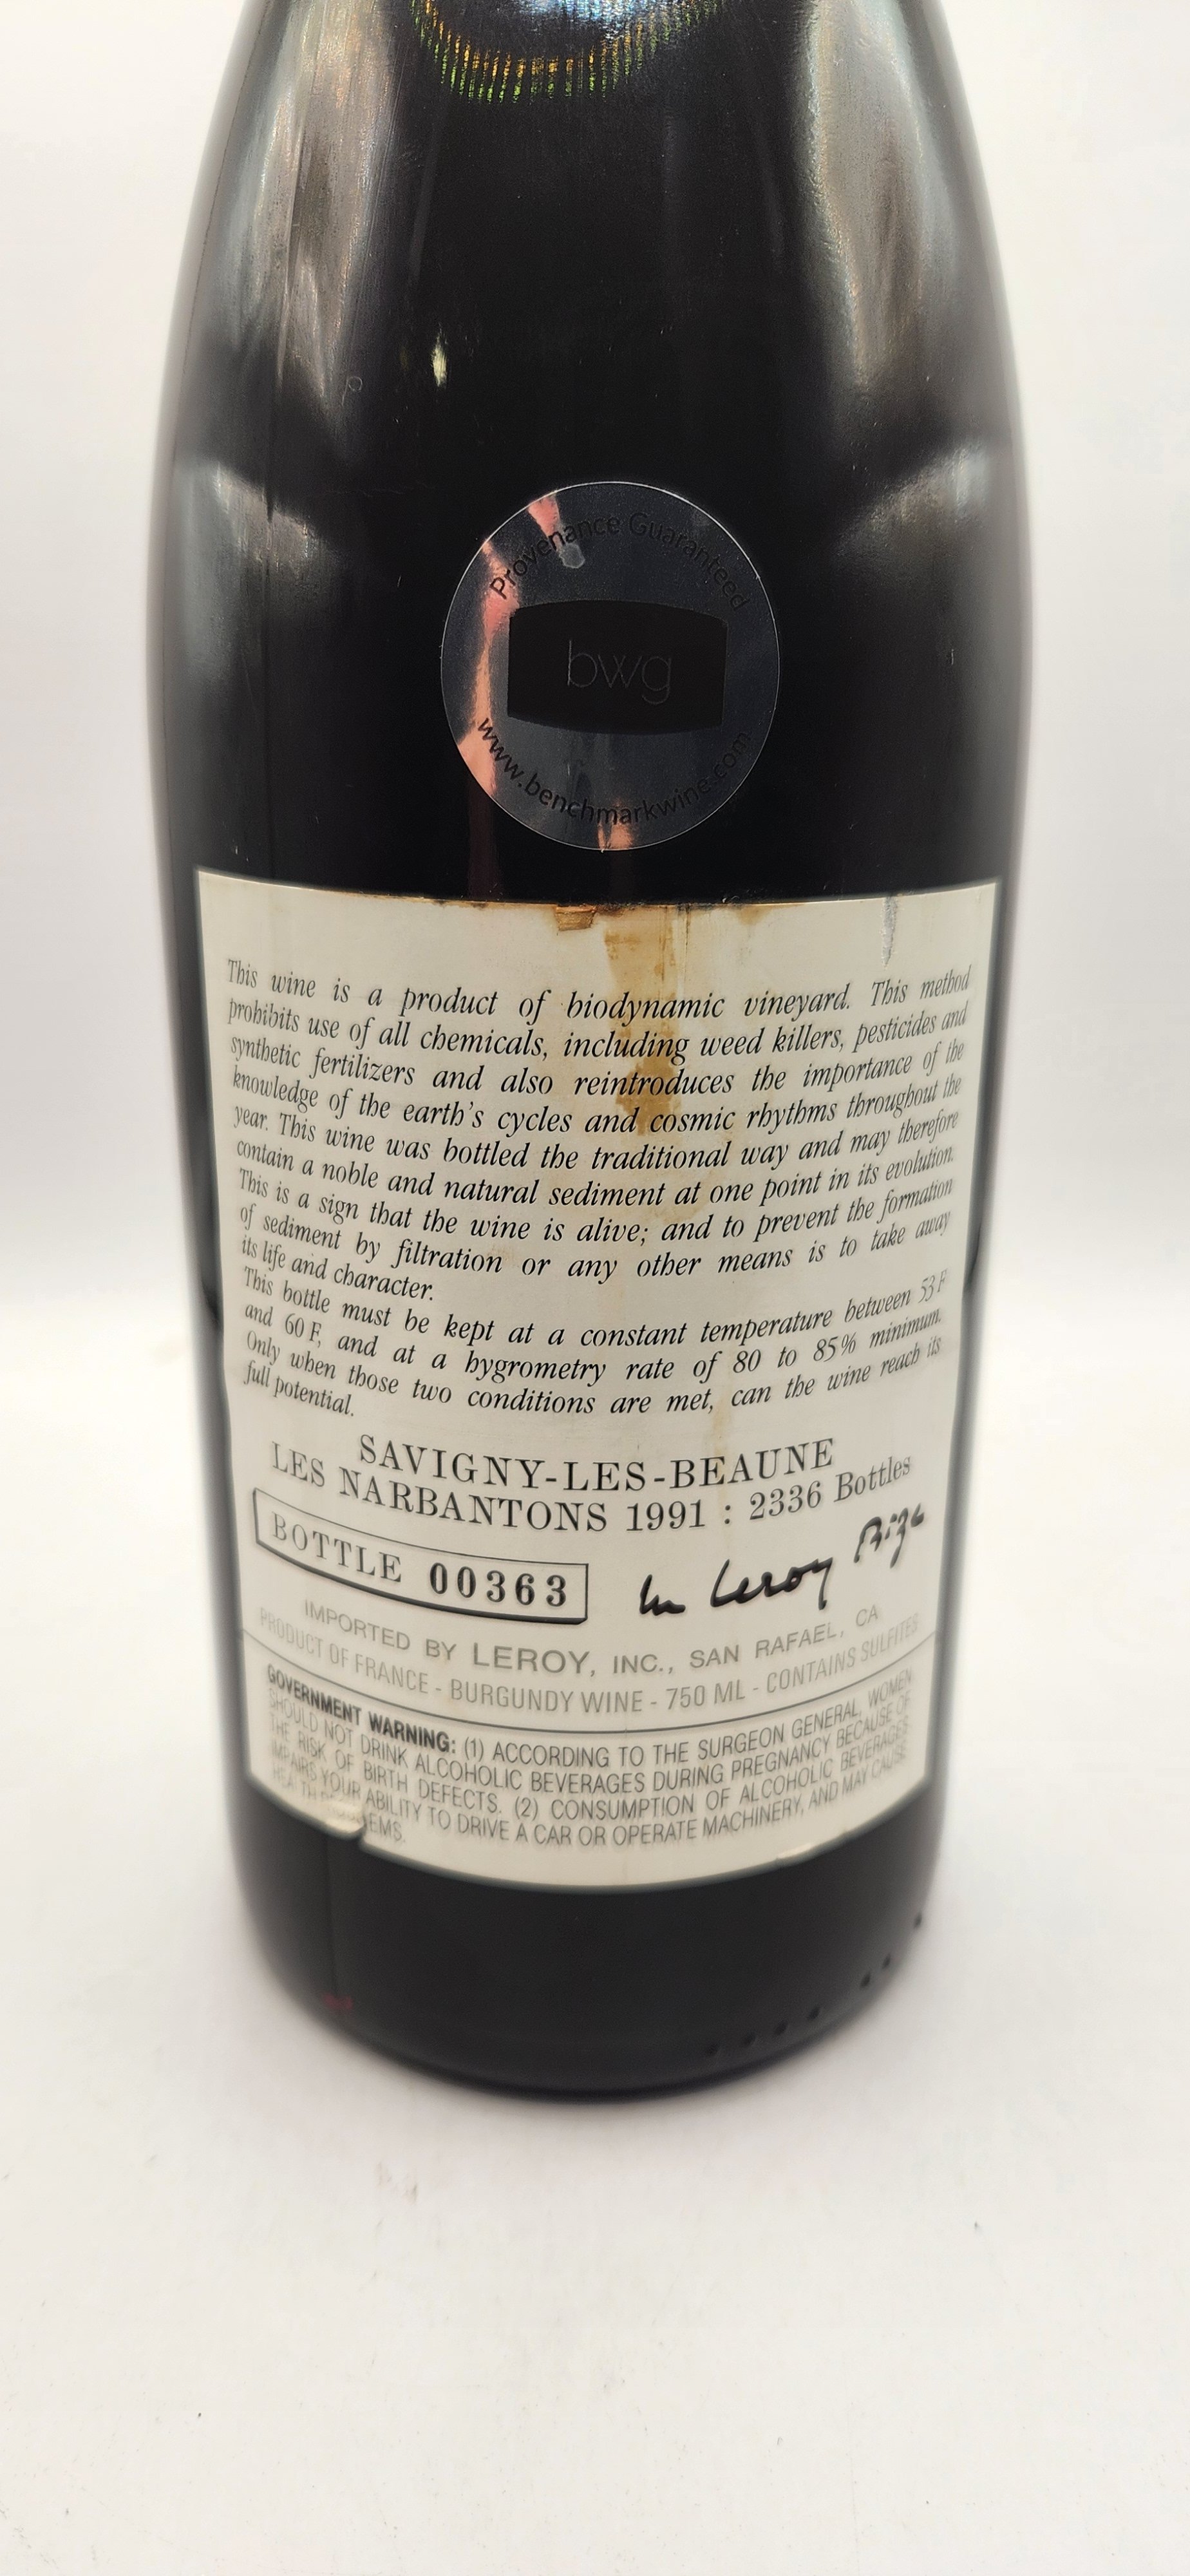 Provenance Guaranteed
bwg
www.benchmarkwine.com
This wine is a product of biodynamic vineyard. This method
prohibits use of all chemicals, including weed killers, pesticides and
synthetic fertilizers and also reintroduces the importance of the
knowledge of the earth's cycles and cosmic rhythms throughout the
year. This wine was bottled the traditional way and may therefore
contain a noble and natural sediment at one point in its evolution.
This is a sign that the wine is alive; and to prevent the formation
of sediment by filtration or any other means is to take away
its life and character.
This bottle must be kept at a constant temperature between 53 F
and 60 F, and at a hygrometry rate of 80 to 85% minimum.
Only when those two conditions are met, can the wine reach its
full potential.
SAVIGNY-LES-BEAUNE
LES NARBANTONS 1991 : 2336 Bottles
BOTTLE 00363
Leroy
IMPORTED BY LEROY, INC., SAN RAFAEL, CA
PRODUCT OF FRANCE - BURGUNDY WINE - 750 ML - CONTAINS SULFITES
GOVERNMENT WARNING: (1) ACCORDING TO THE SURGEON GENERAL, WOMEN
SHOULD NOT DRINK ALCOHOLIC BEVERAGES DURING PREGNANCY BECAUSE OF
THE RISK OF BIRTH DEFECTS. (2) CONSUMPTION OF ALCOHOLIC BEVERAGES
IMPAIRS YOUR ABILITY TO DRIVE A CAR OR OPERATE MACHINERY, AND MAY CAUSE
HEALTH